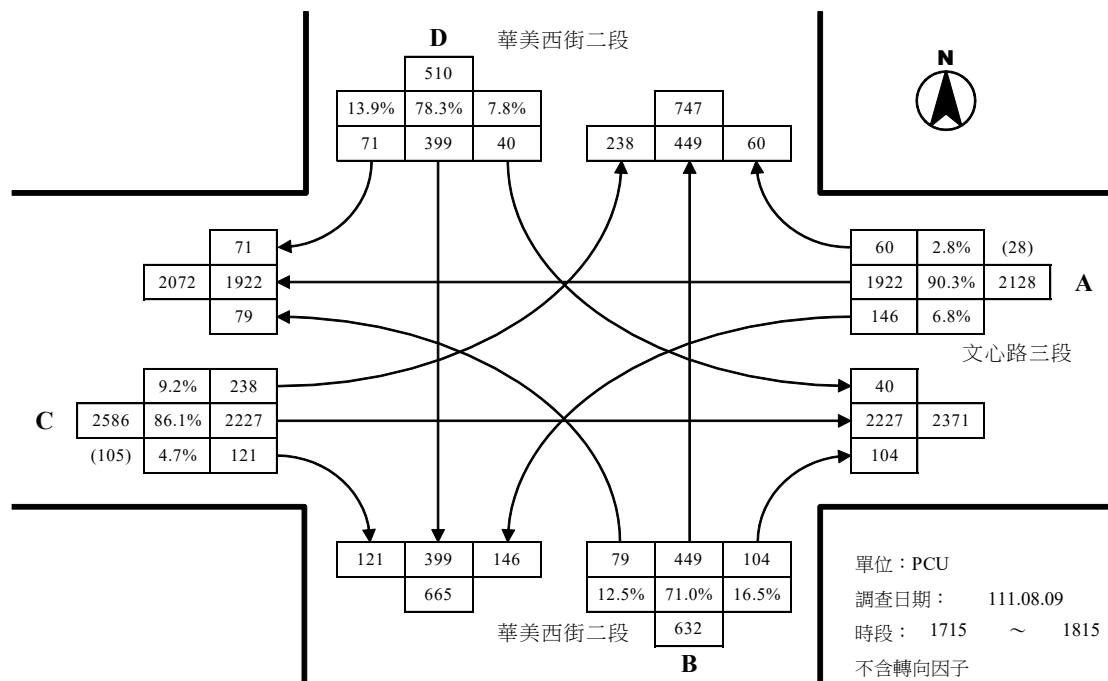 D 華美西街二段
N
510
13.9% 78.3% 7.8%
71 399 40
747
238 449 60
71
2072 1922
79
60 2.8% (28)
1922 90.3% 2128 A
146 6.8%
文心路三段
9.2% 238
C 2586 86.1% 2227
(105) 4.7% 121
40
2227 2371
104
121 399 146
665
79 449 104
12.5% 71.0% 16.5%
華美西街二段 632
B
單位：PCU
調查日期： 111.08.09
時段： 1715 ～ 1815
不含轉向因子